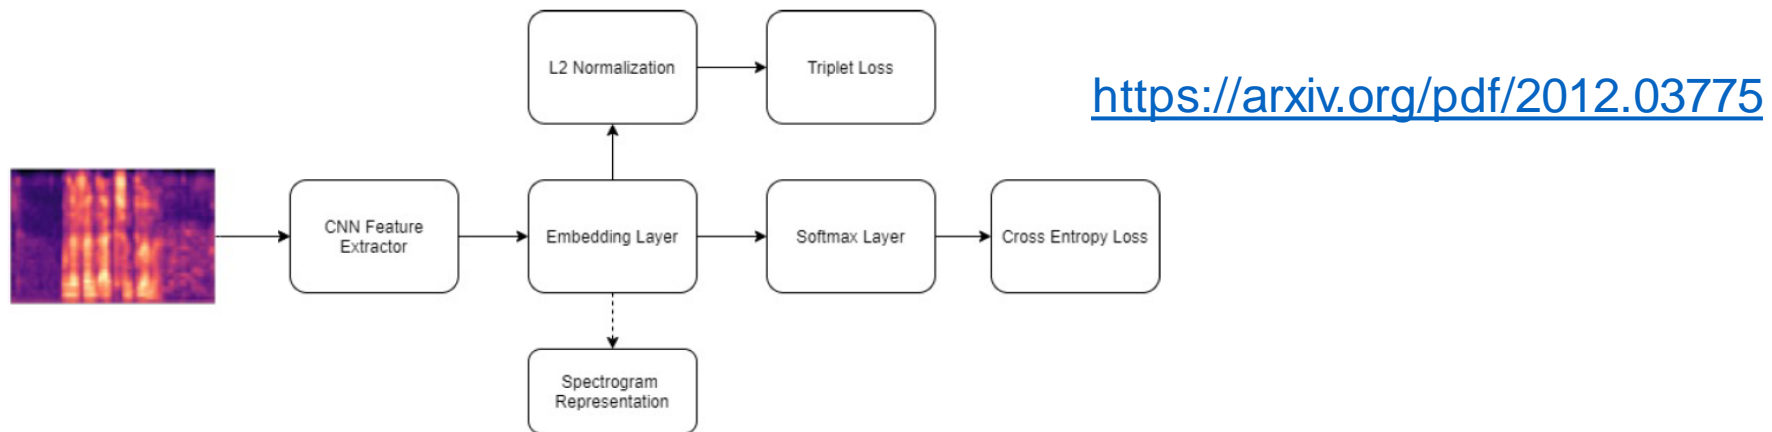 L2 Normalization
Triplet Loss
https://arxiv.org/pdf/2012.03775
CNN Feature
Extractor
Embedding Layer
Softmax Layer
Cross Entropy Loss
Spectrogram
Representation